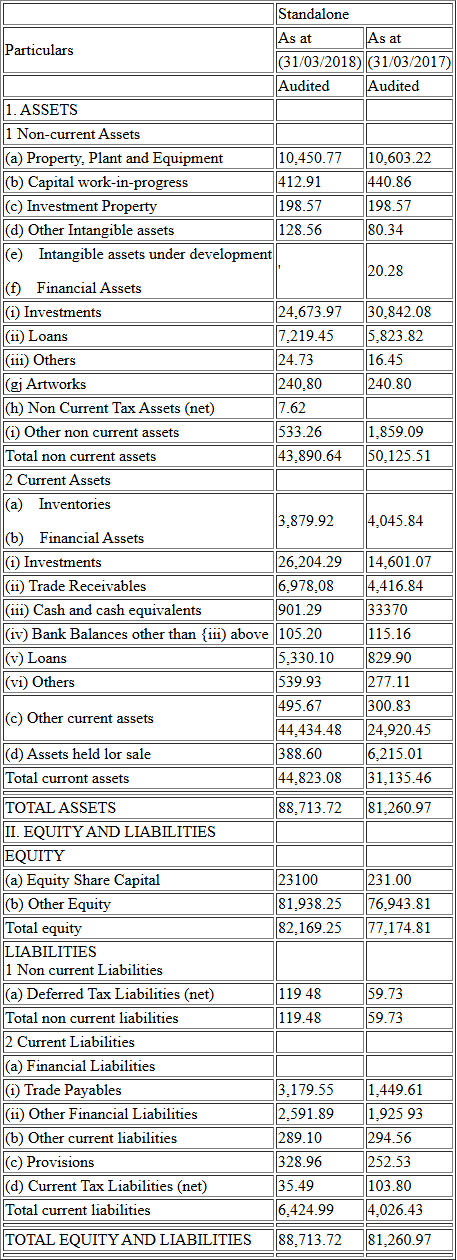 Standalone
Particulars As at As at
(31/03/2018) (31/03/2017)
Audited Audited
1. ASSETS
1 Non-current Assets
(a) Property, Plant and Equipment 10,450.77 10,603.22
(b) Capital work-in-progress 412.91 440.86
(c) Investment Property 198.57 198.57
(d) Other Intangible assets 128.56 80.34
(e) Intangible assets under development ' 20.28
(f) Financial Assets
(i) Investments 24,673.97 30,842.08
(ii) Loans 7,219.45 5,823.82
(iii) Others 24.73 16.45
(gj Artworks 240,80 240.80
(h) Non Current Tax Assets (net) 7.62
(i) Other non current assets 533.26 1,859.09
Total non current assets 43,890.64 50,125.51
2 Current Assets
(a) Inventories 3,879.92 4,045.84
(b) Financial Assets
(i) Investments 26,204.29 14,601.07
(ii) Trade Receivables 6,978,08 4,416.84
(iii) Cash and cash equivalents 901.29 33370
(iv) Bank Balances other than {iii) above 105.20 115.16
(v) Loans 5,330.10 829.90
(vi) Others 539.93 277.11
(c) Other current assets 495.67 300.83
44,434.48 24,920.45
(d) Assets held lor sale 388.60 6,215.01
Total curront assets 44,823.08 31,135.46
TOTAL ASSETS 88,713.72 81,260.97
II. EQUITY AND LIABILITIES
EQUITY
(a) Equity Share Capital 23100 231.00
(b) Other Equity 81,938.25 76,943.81
Total equity 82,169.25 77,174.81
LIABILITIES
1 Non current Liabilities
(a) Deferred Tax Liabilities (net) 119 48 59.73
Total non current liabilities 119.48 59.73
2 Current Liabilities
(a) Financial Liabilities
(i) Trade Payables 3,179.55 1,449.61
(ii) Other Financial Liabilities 2,591.89 1,925 93
(b) Other current liabilities 289.10 294.56
(c) Provisions 328.96 252.53
(d) Current Tax Liabilities (net) 35.49 103.80
Total current liabilities 6,424.99 4,026.43
TOTAL EQUITY AND LIABILITIES 88,713.72 81,260.97